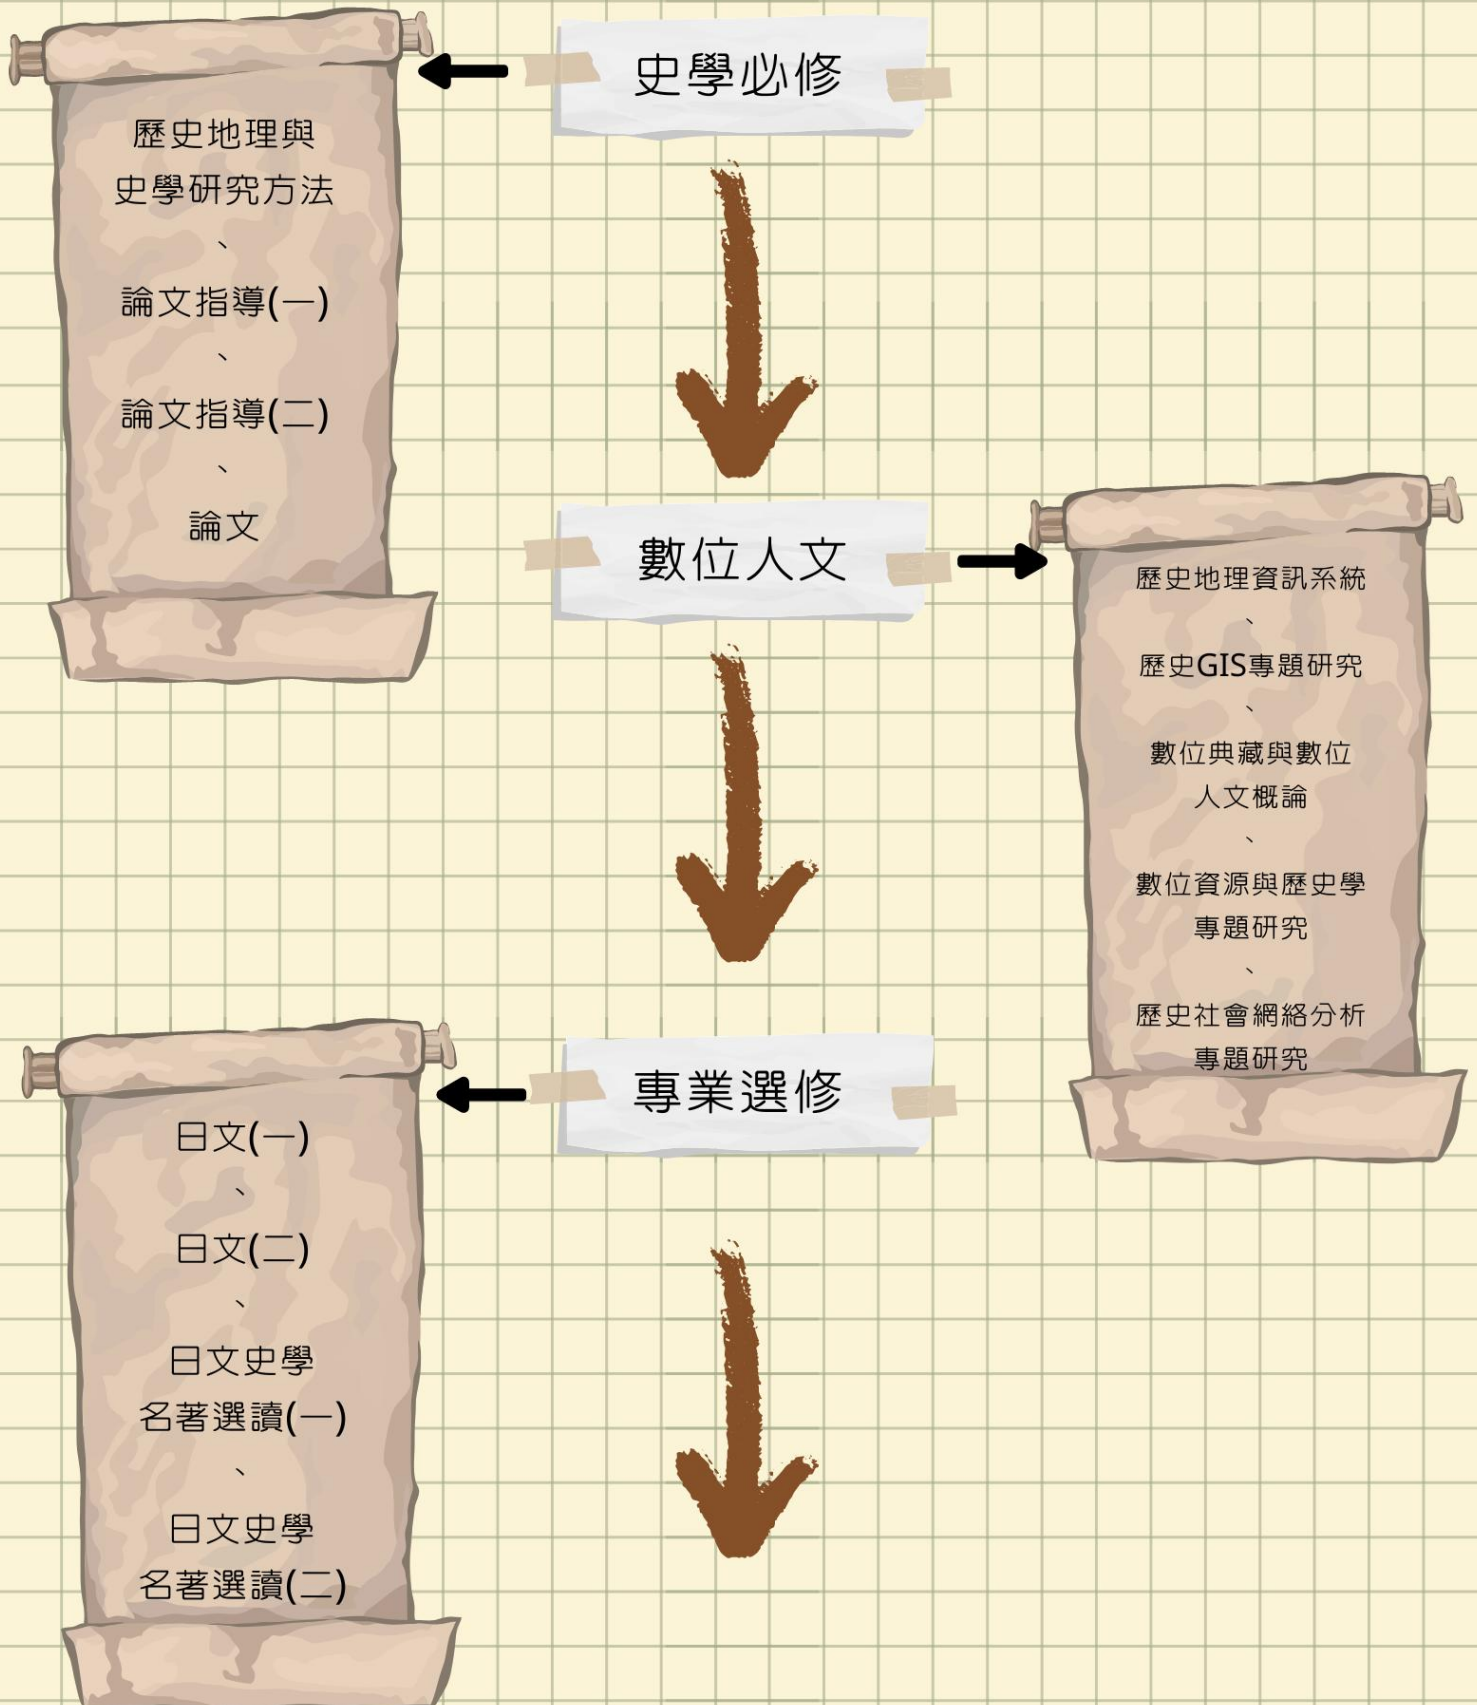 史學必修
歷史地理與
史學研究方法
、
論文指導(一)
、
論文指導(二)
、
論文
數位人文
歷史地理資訊系統
、
歷史GIS專題研究
、
數位典藏與數位
人文概論
、
數位資源與歷史學
專題研究
、
歷史社會網絡分析
專題研究
專業選修
日文(一)
、
日文(二)
、
日文史學
名著選讀(一)
、
日文史學
名著選讀(二)